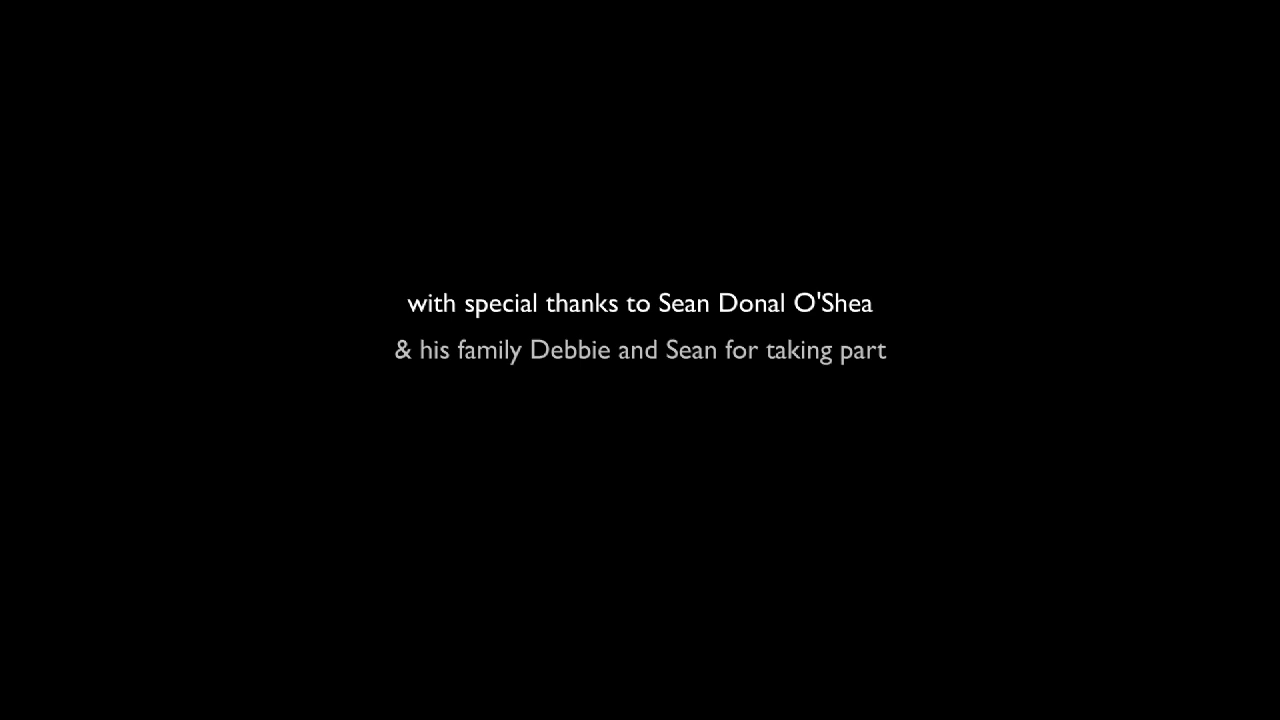 with special thanks to Sean Donal O'Shea
& his family Debbie and Sean for taking part